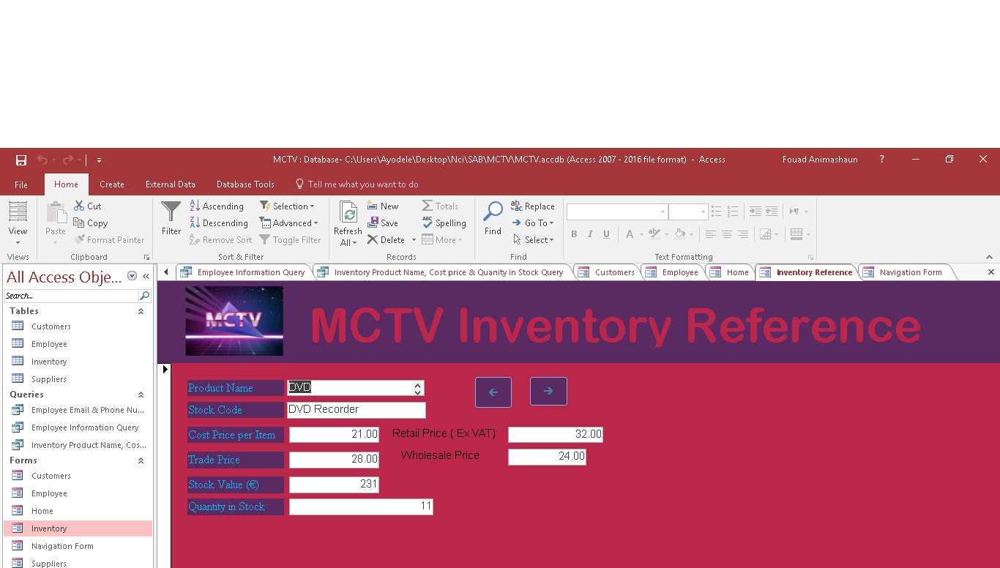 MCTV : Database- C:\Users\Ayodele\Desktop\Nci\SAB\MCTV\MCTV.accdb (Access 2007 - 2016 file format) - Access
Fouad Animashaun
?
File
Home
Create
External Data
Database Tools
Tell me what you want to do
View
Views
Paste
Cut
Copy
Format Painter
Clipboard
Filter
Ascending
Descending
Remove Sort
Selection
Advanced
Toggle Filter
Sort & Filter
Refresh
All
New
Save
Delete
Totals
Spelling
More
Records
Find
Replace
Go To
Select
Find
B I U A
Text Formatting
All Access Obje...
Search...
Tables
Customers
Employee
Inventory
Suppliers
Queries
Employee Email & Phone Nu...
Employee Information Query
Inventory Product Name, Cos...
Forms
Customers
Employee
Home
Inventory
Navigation Form
Suppliers
Employee Information Query
Inventory Product Name, Cost price & Quanity in Stock Query
Customers
Employee
Home
Inventory Reference
Navigation Form
MCTV
MCTV Inventory Reference
Product Name DVD
Stock Code DVD Recorder
Cost Price per Item 21.00 Retail Price ( Ex VAT) 32.00
Trade Price 28.00 Wholesale Price 24.00
Stock Value (€) 231
Quantity in Stock 11